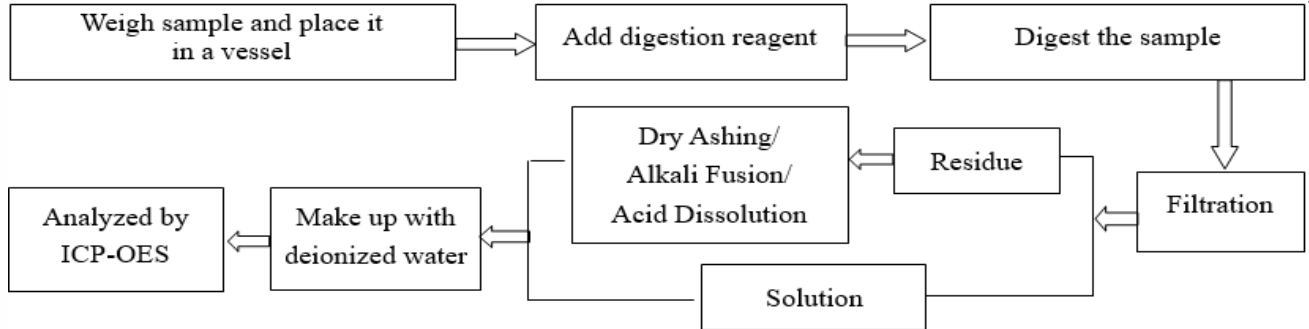 Weigh sample and place it
in a vessel
Add digestion reagent
Digest the sample
Filtration
Residue
Dry Ashing/
Alkali Fusion/
Acid Dissolution
Solution
Make up with
deionized water
Analyzed by
ICP-OES